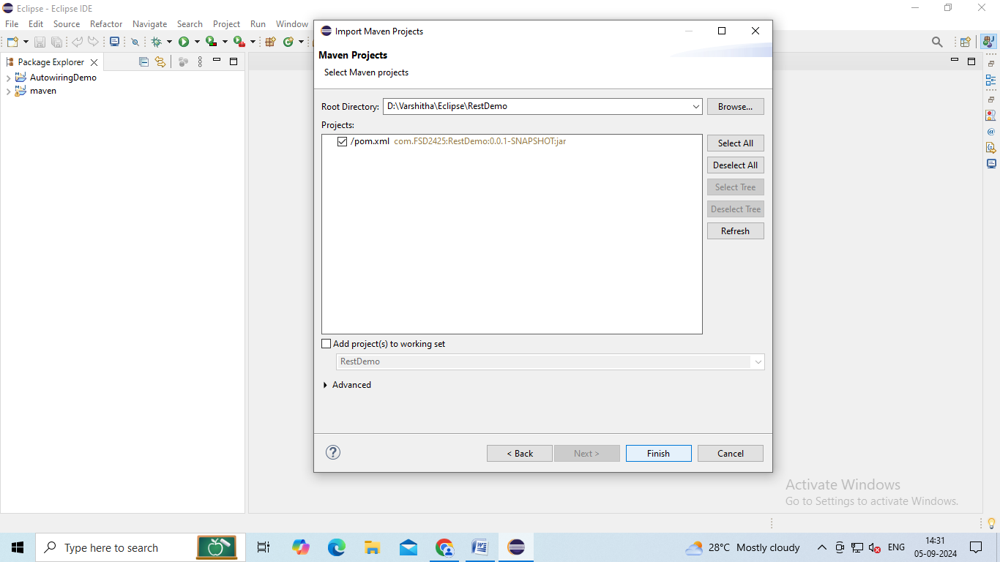 Eclipse - Eclipse IDE
File Edit Source Refactor Navigate Search Project Run Window
Package Explorer
AutowiringDemo
maven
Import Maven Projects
Maven Projects
Select Maven projects
Root Directory: D:\Varshitha\Eclipse\RestDemo Browse...
Projects:
/pom.xml com.FSD2425:RestDemo:0.0.1-SNAPSHOT:jar
Select All
Deselect All
Select Tree
Deselect Tree
Refresh
Add project(s) to working set
RestDemo
Advanced
< Back Next > Finish Cancel
Activate Windows
Go to Settings to activate Windows.
Type here to search
28°C Mostly cloudy
ENG
14:31
05-09-2024